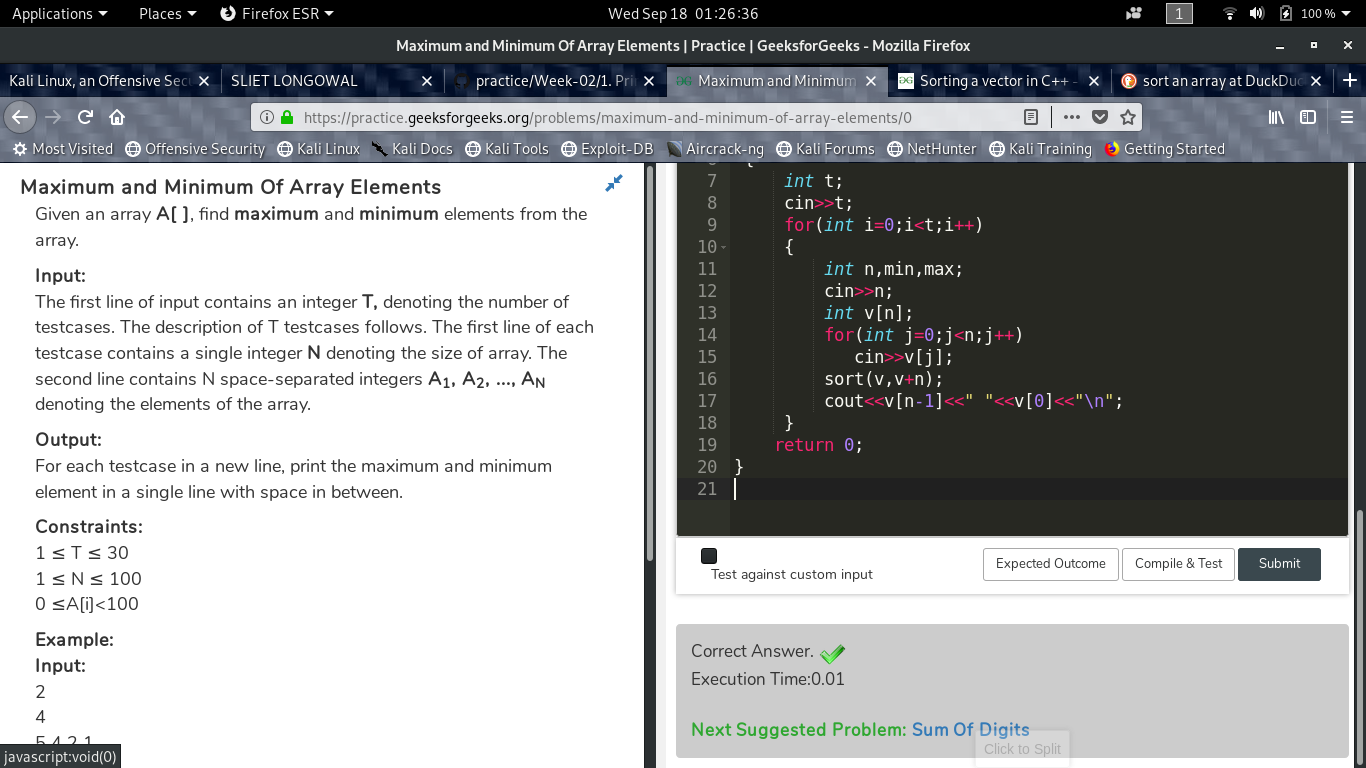 Applications Places Firefox ESR Wed Sep 18 01:26:36 1 100 %
Maximum and Minimum Of Array Elements | Practice | GeeksforGeeks - Mozilla Firefox
Kali Linux, an Offensive Sec SLIET LONGOWAL practice/Week-02/1. Pri Maximum and Minimum Sorting a vector in C++ - sort an array at DuckDuc
https://practice.geeksforgeeks.org/problems/maximum-and-minimum-of-array-elements/0
Most Visited Offensive Security Kali Linux Kali Docs Kali Tools Exploit-DB Aircrack-ng Kali Forums NetHunter Kali Training Getting Started
Maximum and Minimum Of Array Elements
Given an array A[ ], find maximum and minimum elements from the
array.
Input:
The first line of input contains an integer T, denoting the number of
testcases. The description of T testcases follows. The first line of each
testcase contains a single integer N denoting the size of array. The
second line contains N space-separated integers A1, A2, ..., AN
denoting the elements of the array.
Output:
For each testcase in a new line, print the maximum and minimum
element in a single line with space in between.
Constraints:
1 ≤ T ≤ 30
1 ≤ N ≤ 100
0 ≤A[i]<100
Example:
Input:
2
4
5 4 2 1
javascript:void(0)
7 int t;
8 cin>>t;
9 for(int i=0;i<t;i++)
10 {
11 int n,min,max;
12 cin>>n;
13 int v[n];
14 for(int j=0;j<n;j++)
15 cin>>v[j];
16 sort(v,v+n);
17 cout<<v[n-1]<<" "<<v[0]<<"\n";
18 }
19 return 0;
20 }
21
Test against custom input
Expected Outcome Compile & Test Submit
Correct Answer.
Execution Time:0.01
Next Suggested Problem: Sum Of Digits
Click to Split